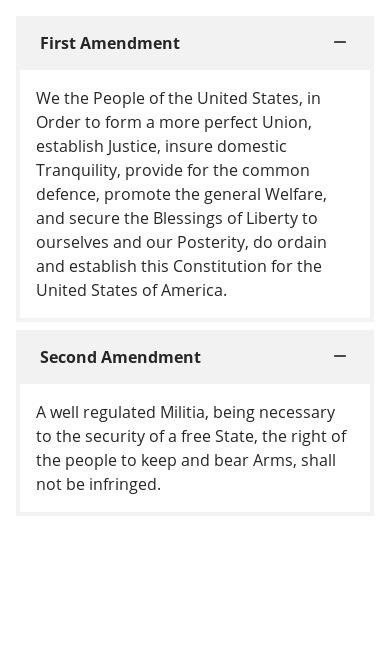 First Amendment
We the People of the United States, in
Order to form a more perfect Union,
establish Justice, insure domestic
Tranquility, provide for the common
defence, promote the general Welfare,
and secure the Blessings of Liberty to
ourselves and our Posterity, do ordain
and establish this Constitution for the
United States of America.
Second Amendment
A well regulated Militia, being necessary
to the security of a free State, the right of
the people to keep and bear Arms, shall
not be infringed.